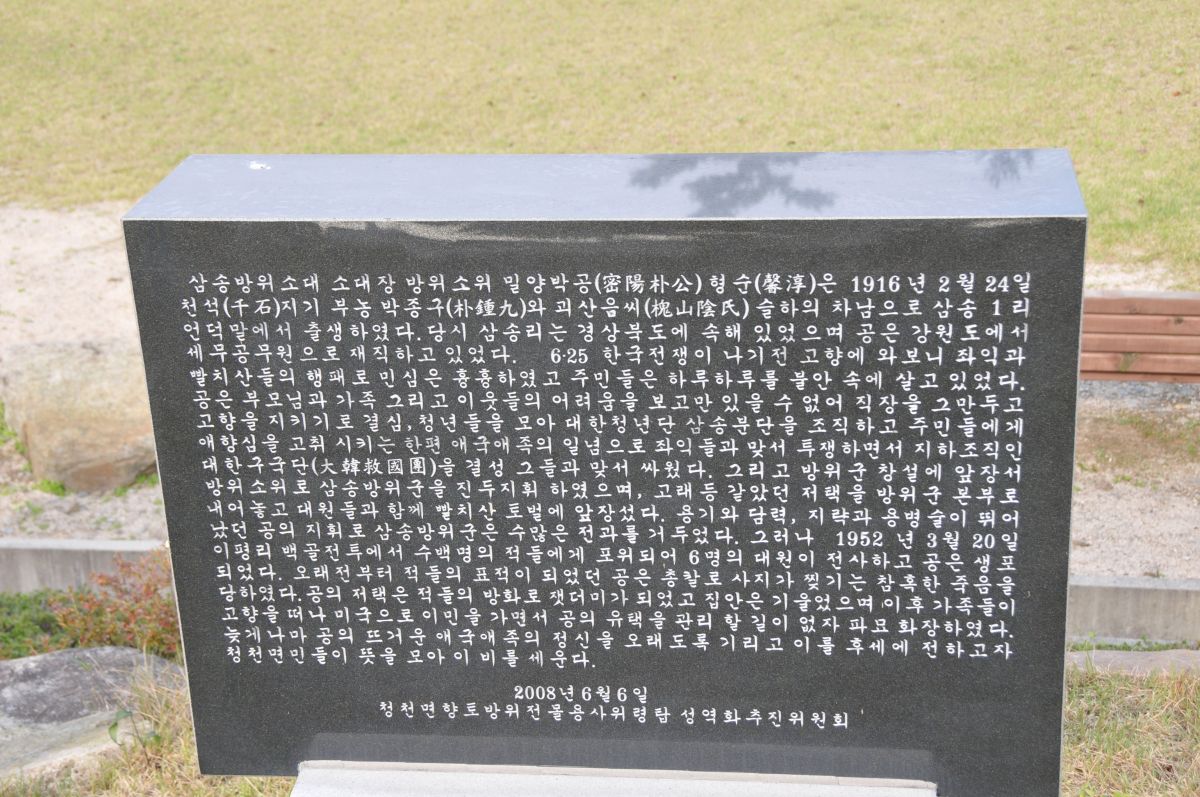 삼송방위소대 소대장 방위소위 밀양박공(密陽朴公) 형순(馨淳)은 1916년 2월 24일
천석(千石)지기 부농 박종구(朴鍾九)와 괴산음씨(槐山陰氏) 슬하의 차남으로 삼송 1리
언덕말에서 출생하였다. 당시 삼송리는 경상북도에 속해 있었으며 공은 강원도에서
세무공무원으로 재직하고 있었다. 6·25 한국전쟁이 나기전 고향에 와보니 좌익과
빨치산들의 행패로 민심은 흉흉하였고 주민들은 하루하루를 불안 속에 살고 있었다.
공은 부모님과 가족 그리고 이웃들의 어려움을 보고만 있을 수 없어 직장을 그만두고
고향을 지키기로 결심, 청년들을 모아 대한청년단 삼송분단을 조직하고 주민들에게
애향심을 고취 시키는 한편 애국애족의 일념으로 좌익들과 맞서 투쟁하면서 지하조직인
대한구국단(大韓救國團)을 결성 그들과 맞서 싸웠다. 그리고 방위군 창설에 앞장서
방위소위로 삼송방위군을 진두지휘 하였으며, 고래등 같았던 저택을 방위군 본부로
내어놓고 대원들과 함께 빨치산 토벌에 앞장섰다. 용기와 담력, 지략과 용병술이 뛰어
났던 공의 지휘로 삼송방위군은 수많은 전과를 거두었다. 그러나 1952년 3월 20일
이평리 백골전투에서 수백명의 적들에게 포위되어 6명의 대원이 전사하고 공은 생포
되었다. 오래전부터 적들의 표적이 되었던 공은 총칼로 사지가 찢기는 참혹한 죽음을
당하였다. 공의 저택은 적들의 방화로 잿더미가 되었고 집안은 기울었으며 이후 가족들이
고향을 떠나 미국으로 이민을 가면서 공의 유택을 관리 할 길이 없자 파묘 화장하였다.
늦게나마 공의 뜨거운 애국애족의 정신을 오래도록 기리고 이를 후세에 전하고자
청천면민들이 뜻을 모아 이 비를 세운다.
2008년 6월 6일
청천면향토방위전몰용사위령탑 성역화추진위원회